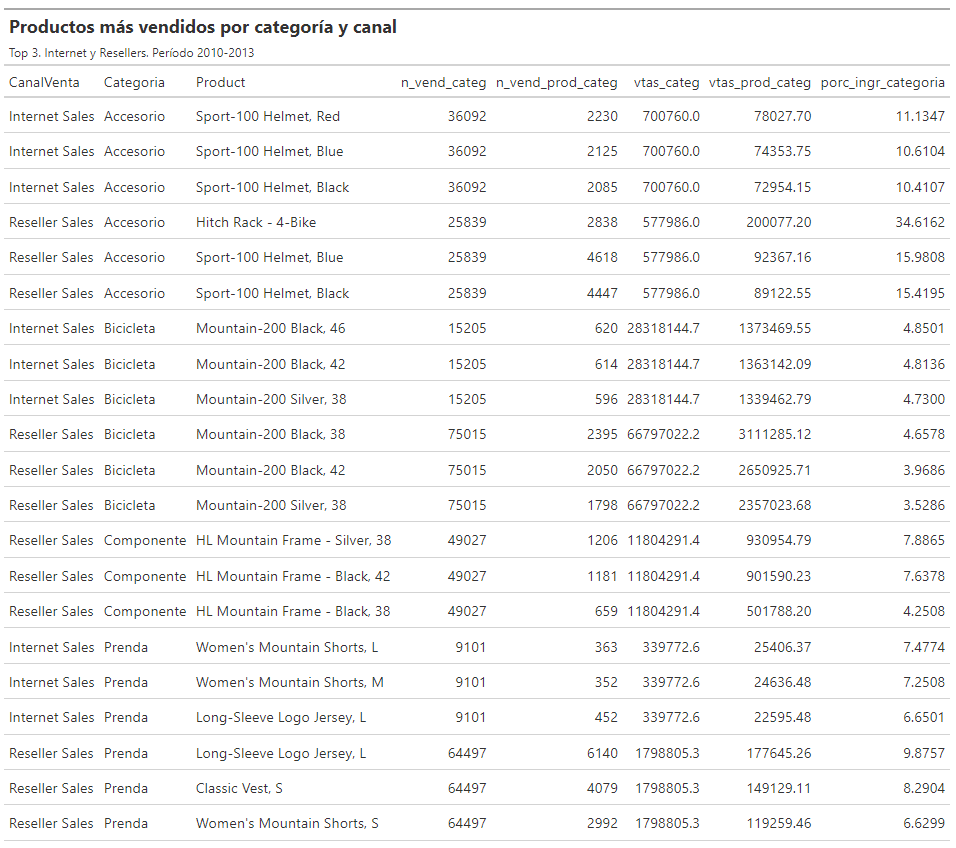 Productos más vendidos por categoría y canal
Top 3. Internet y Resellers. Período 2010-2013
CanalVenta Categoria Product n_vend_categ n_vend_prod_categ vtas_categ vtas_prod_categ porc_ingr_categoria
Internet Sales Accesorio Sport-100 Helmet, Red 36092 2230 700760.0 78027.70 11.1347
Internet Sales Accesorio Sport-100 Helmet, Blue 36092 2125 700760.0 74353.75 10.6104
Internet Sales Accesorio Sport-100 Helmet, Black 36092 2085 700760.0 72954.15 10.4107
Reseller Sales Accesorio Hitch Rack - 4-Bike 25839 2838 577986.0 200077.20 34.6162
Reseller Sales Accesorio Sport-100 Helmet, Blue 25839 4618 577986.0 92367.16 15.9808
Reseller Sales Accesorio Sport-100 Helmet, Black 25839 4447 577986.0 89122.55 15.4195
Internet Sales Bicicleta Mountain-200 Black, 46 15205 620 28318144.7 1373469.55 4.8501
Internet Sales Bicicleta Mountain-200 Black, 42 15205 614 28318144.7 1363142.09 4.8136
Internet Sales Bicicleta Mountain-200 Silver, 38 15205 596 28318144.7 1339462.79 4.7300
Reseller Sales Bicicleta Mountain-200 Black, 38 75015 2395 66797022.2 3111285.12 4.6578
Reseller Sales Bicicleta Mountain-200 Black, 42 75015 2050 66797022.2 2650925.71 3.9686
Reseller Sales Bicicleta Mountain-200 Silver, 38 75015 1798 66797022.2 2357023.68 3.5286
Reseller Sales Componente HL Mountain Frame - Silver, 38 49027 1206 11804291.4 930954.79 7.8865
Reseller Sales Componente HL Mountain Frame - Black, 42 49027 1181 11804291.4 901590.23 7.6378
Reseller Sales Componente HL Mountain Frame - Black, 38 49027 659 11804291.4 501788.20 4.2508
Internet Sales Prenda Women's Mountain Shorts, L 9101 363 339772.6 25406.37 7.4774
Internet Sales Prenda Women's Mountain Shorts, M 9101 352 339772.6 24636.48 7.2508
Internet Sales Prenda Long-Sleeve Logo Jersey, L 9101 452 339772.6 22595.48 6.6501
Reseller Sales Prenda Long-Sleeve Logo Jersey, L 64497 6140 1798805.3 177645.26 9.8757
Reseller Sales Prenda Classic Vest, S 64497 4079 1798805.3 149129.11 8.2904
Reseller Sales Prenda Women's Mountain Shorts, S 64497 2992 1798805.3 119259.46 6.6299